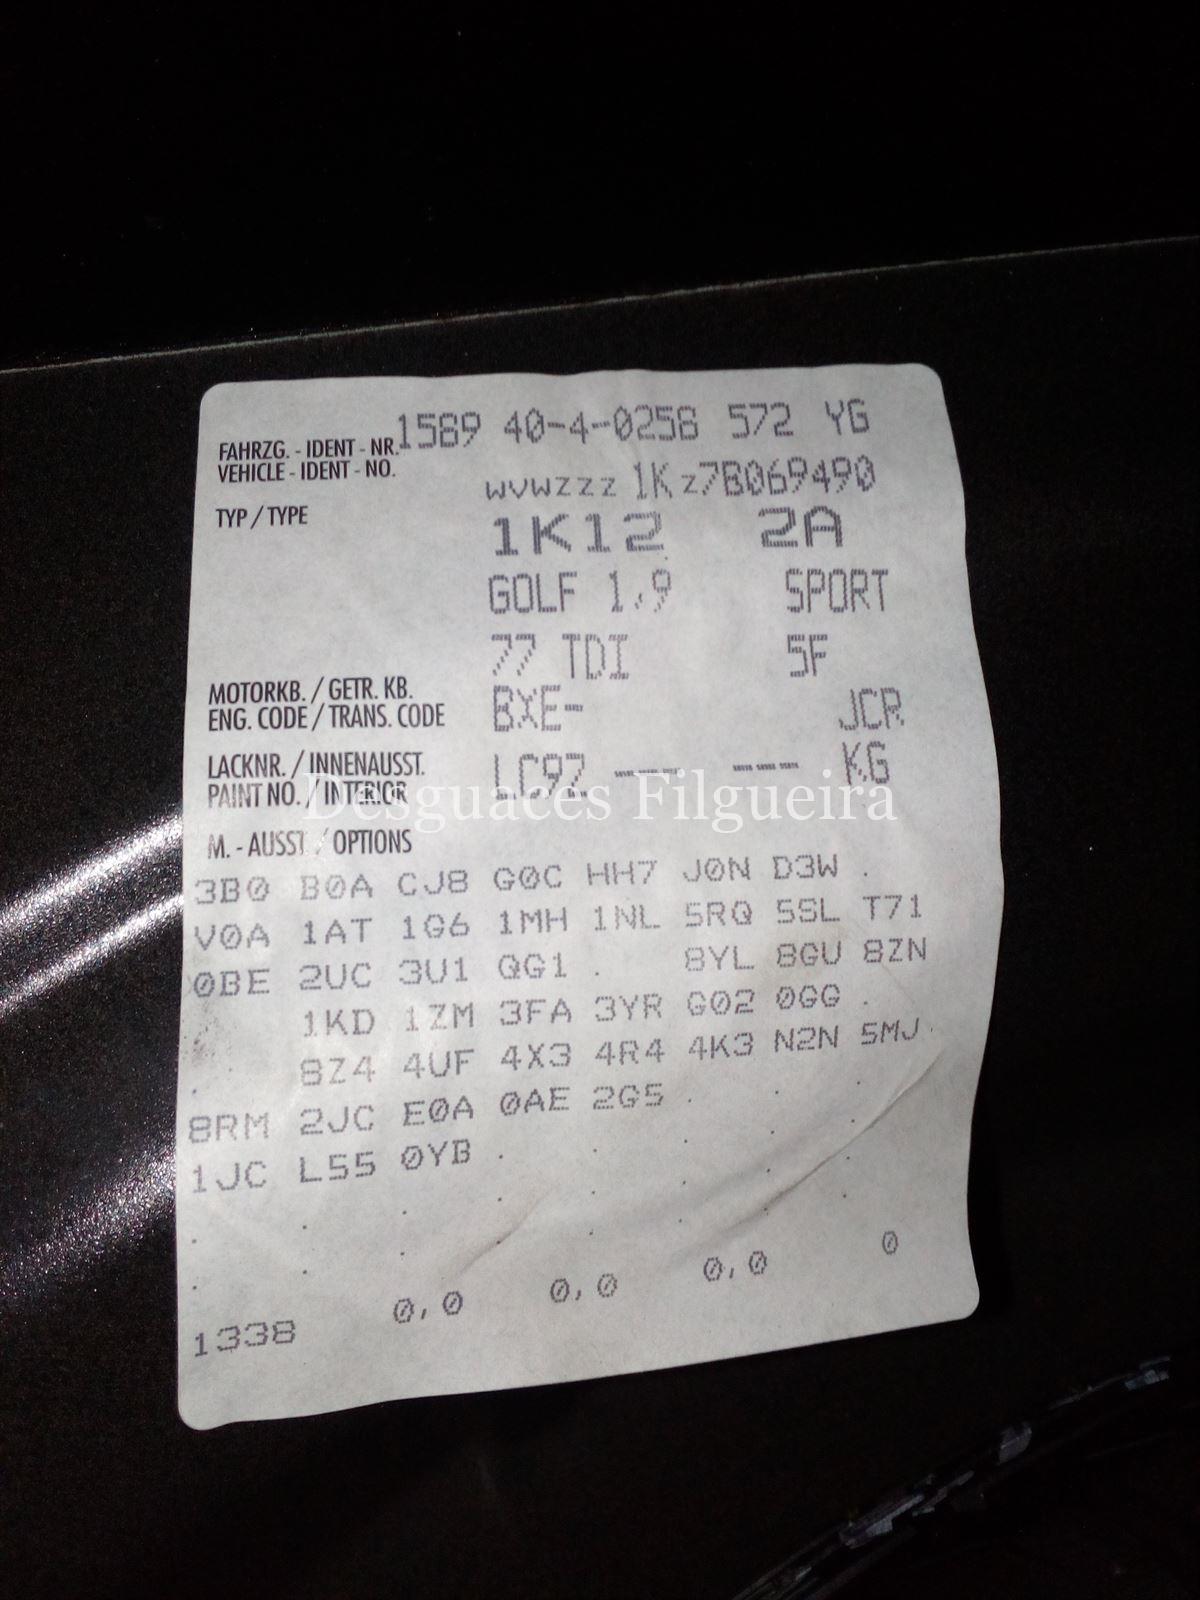 1589 40-4-0258 572 YG
FAHRZG. - IDENT - NR.
VEHICLE - IDENT - NO.
WVWZZZ 1KZ7B069490
TYP / TYPE
1K12 2A
GOLF 1,9 SPORT
77 TDI 5F
MOTORKB. / GETR. KB.
ENG. CODE / TRANS. CODE BXE- JCR
LACKNR. / INNENAUSST.
PAINT NO. / INTERIOR LC9Z ---- --- KG
Desguaces Filgueira
M. - AUSST / OPTIONS
3B0 B0A CJ8 G0C HH7 J0N D3W .
V0A 1AT 1G6 1MH 1NL 5RQ 5SL T71
0BE 2UC 3U1 QG1 . 8YL 8GU 8ZN
1KD 1ZM 3FA 3YR G02 0GG .
. 8Z4 4UF 4X3 4R4 4K3 N2N 5MJ
8RM 2JC E0A 0AE 2G5 . . .
1JC L55 0YB . . . . .
. . . . . . . .
. .
1338 0,0 0,0 0,0 0